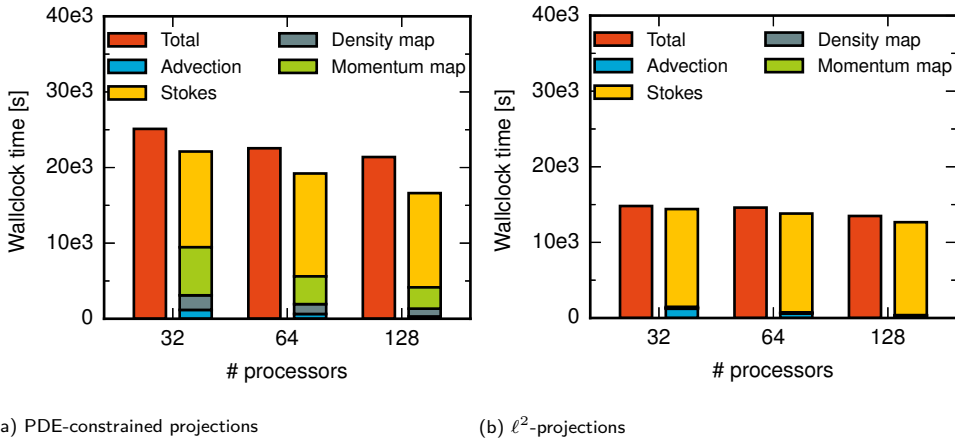 40e3
30e3
20e3
10e3
0
Wallclock time [s]
Total
Advection
Stokes
Density map
Momentum map
32
64
128
# processors
a) PDE-constrained projections
40e3
30e3
20e3
10e3
0
Wallclock time [s]
Total
Advection
Stokes
Density map
Momentum map
32
64
128
# processors
(b) ℓ²-projections